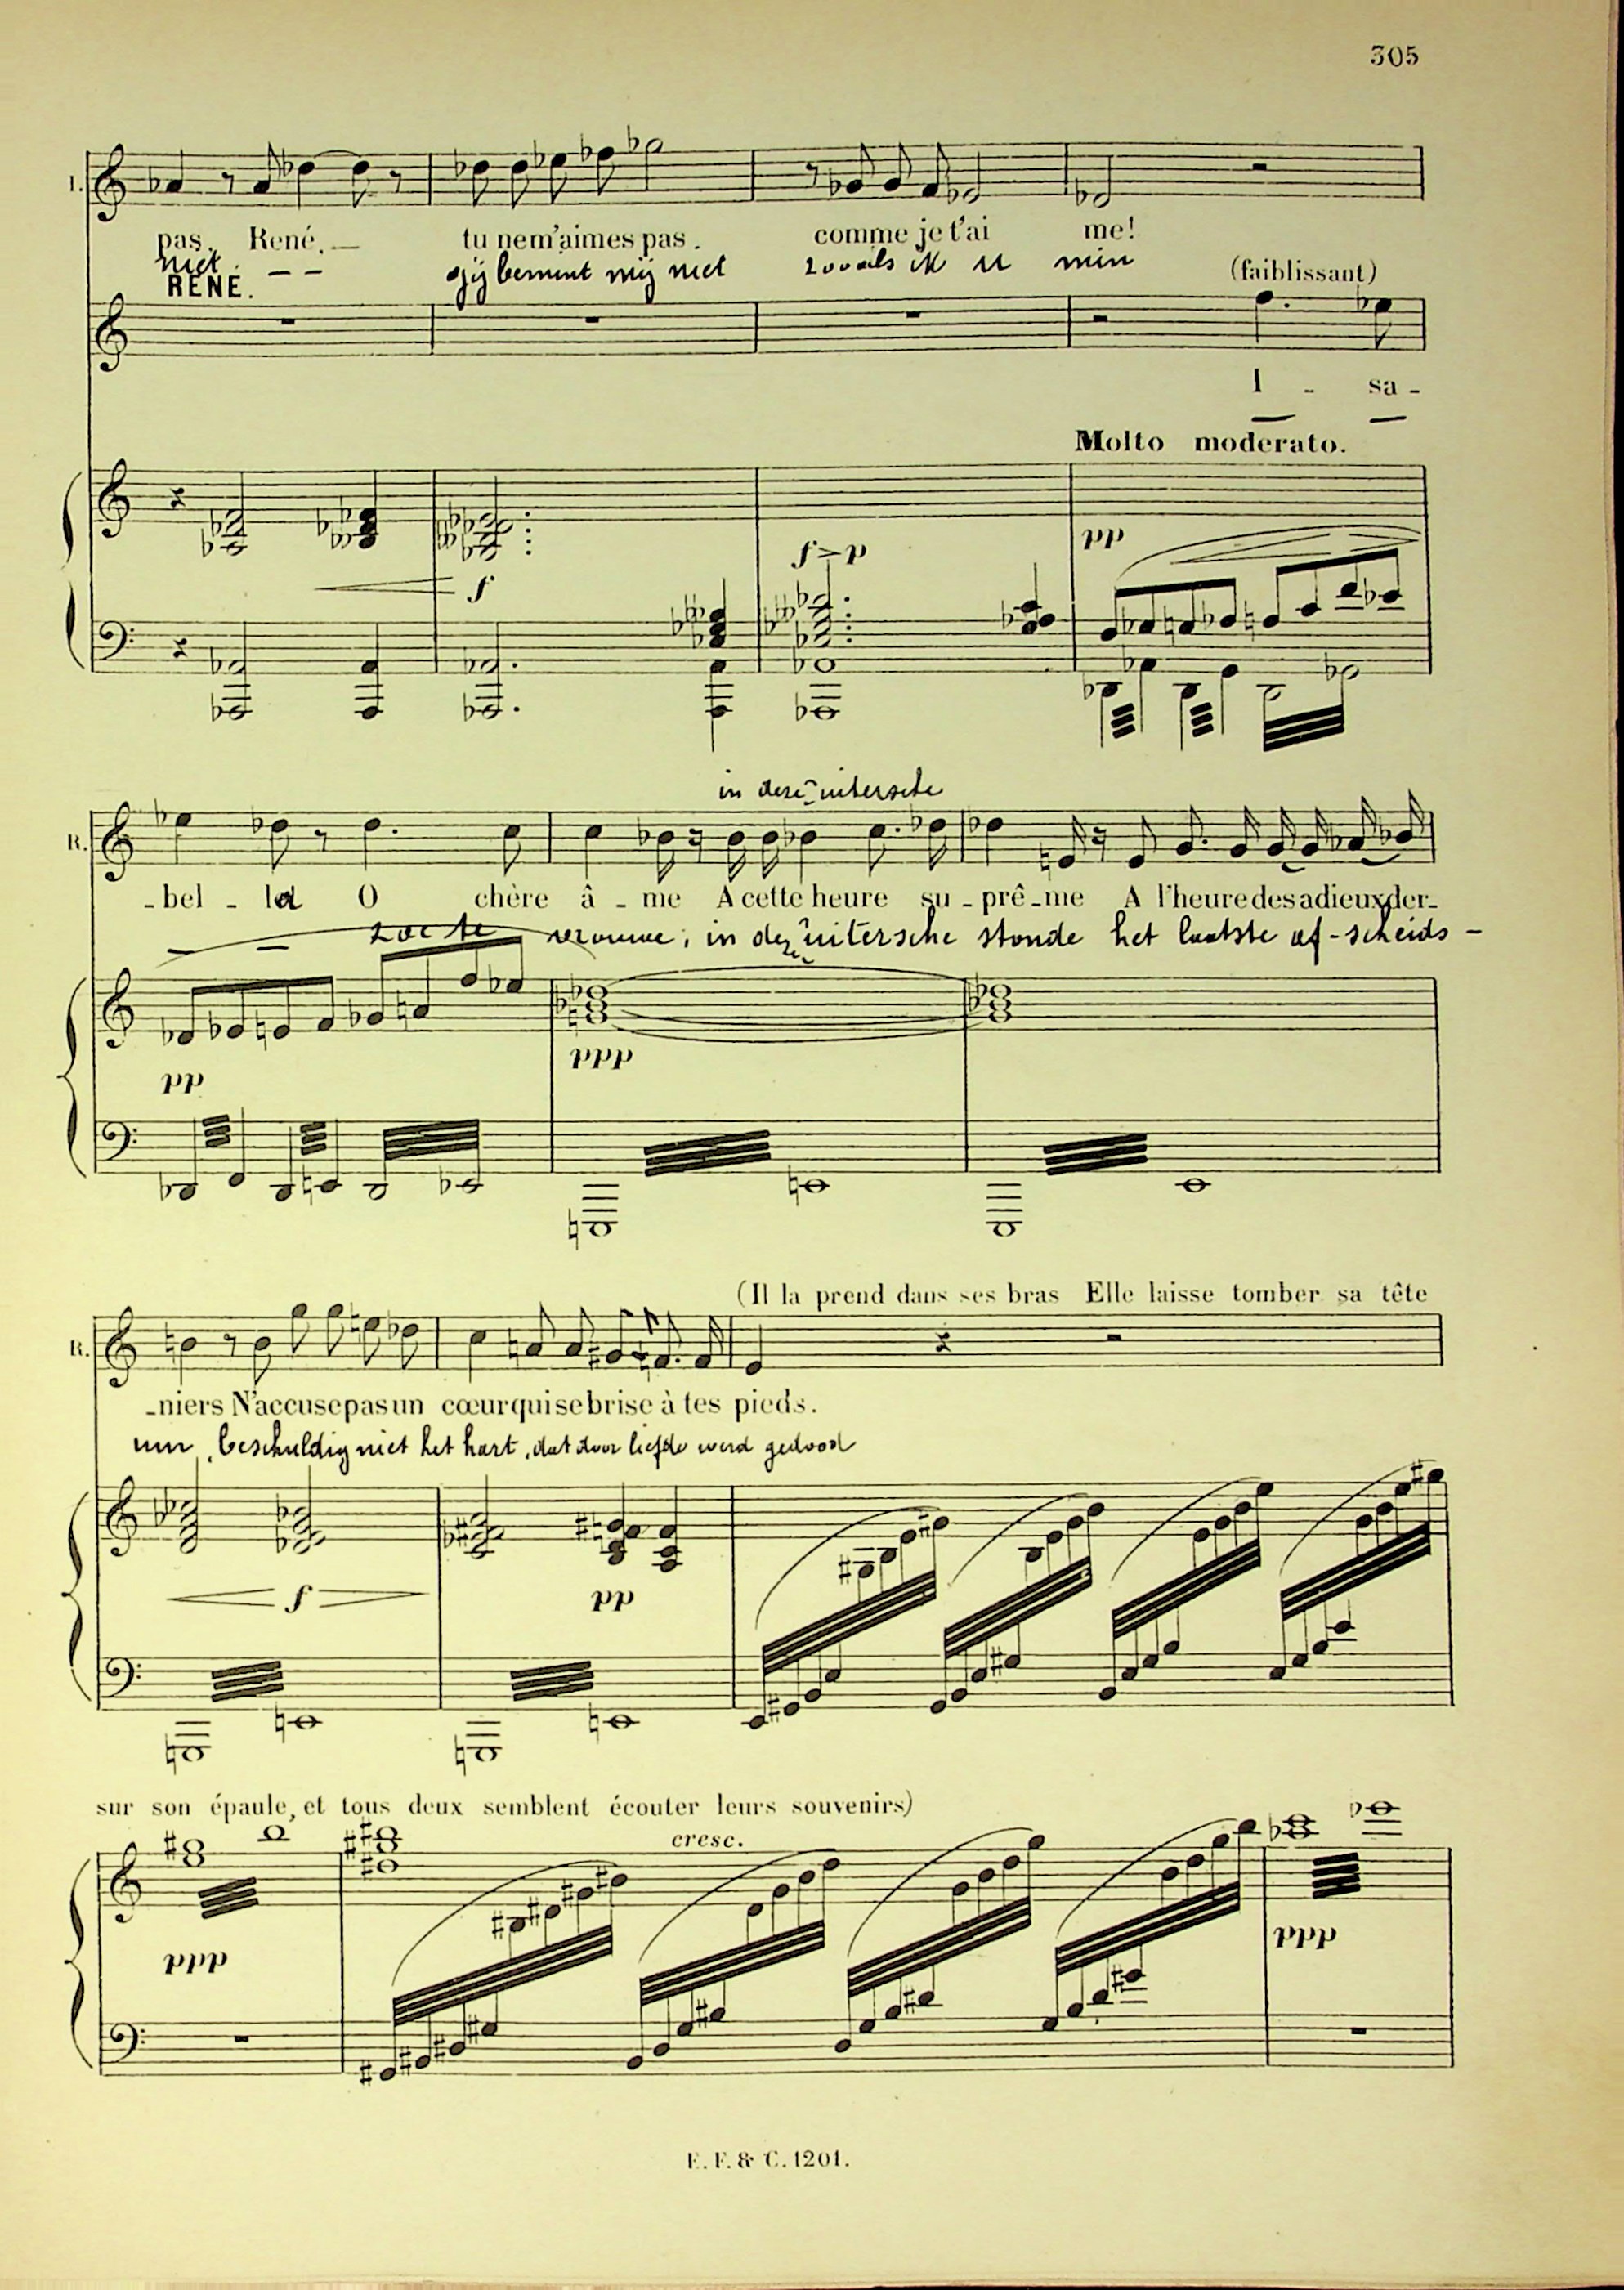 305
I.
pas. René. —
tu ne m'aimes pas.
comme je t'ai me!
niet. — —
gij bemint mij niet
zooals ik u min
(faiblissant)
RENÉ.
I - sa -
Molto moderato.
pp
f > p
f
in deze uitersche
R.
- bel - la O chère â - me A cette heure su - prê - me A l'heure des adieux der -
zoete vrouwe, in dez' uitersche stonde het laatste af - scheids -
pp
ppp
(Il la prend dans ses bras Elle laisse tomber sa tête
R.
- niers N'accuse pas un cœur qui se brise à tes pieds.
uur, beschuldig niet het hart, dat door liefde werd gedood
f
pp
sur son épaule, et tous deux semblent écouter leurs souvenirs)
cresc.
ppp
ppp
E. F. & C. 1201.